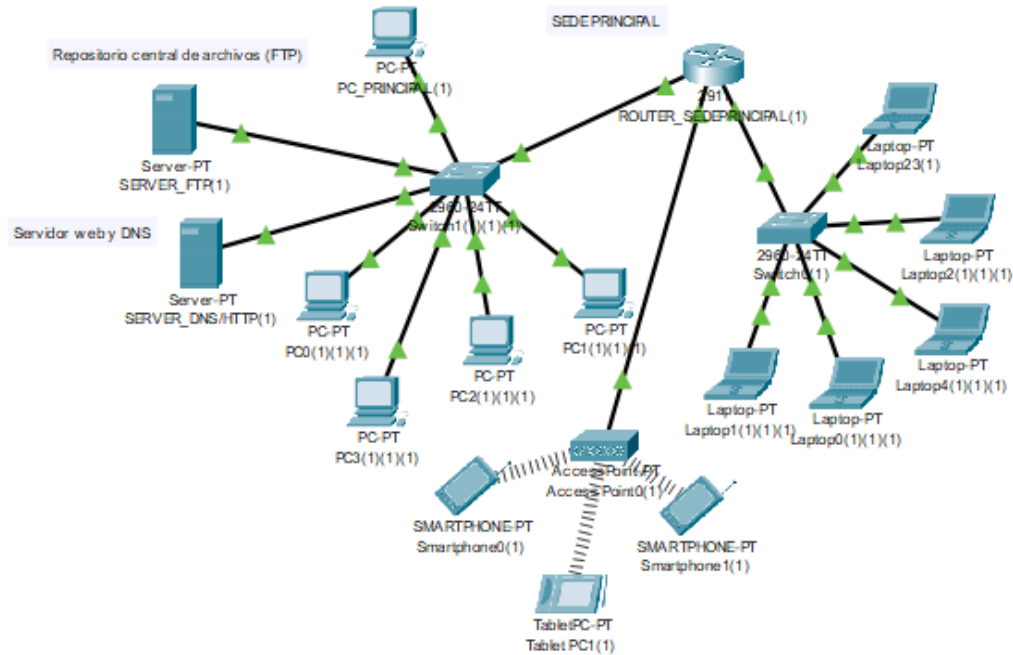 SEDE PRINCIPAL
Repositorio central de archivos (FTP)
PC-PT
PC_PRINCIPAL(1)
ROUTER_SEDEPRINCIPAL(1)
Laptop-PT
Laptop23(1)
Server-PT
SERVER_FTP(1)
2960-24TT
Switch1(1)(1)(1)
Servidor web y DNS
2960-24TT
Switch0(1)
Laptop-PT
Laptop2(1)(1)(1)
Server-PT
SERVER_DNS/HTTP(1)
PC-PT
PC0(1)(1)(1)
PC-PT
PC1(1)(1)(1)
PC-PT
PC2(1)(1)(1)
Laptop-PT
Laptop4(1)(1)(1)
PC-PT
PC3(1)(1)(1)
Laptop-PT
Laptop1(1)(1)(1)
Laptop-PT
Laptop0(1)(1)(1)
AccessPoint-PT
Access Point0(1)
SMARTPHONE-PT
Smartphone0(1)
SMARTPHONE-PT
Smartphone1(1)
TabletPC-PT
Tablet PC1(1)